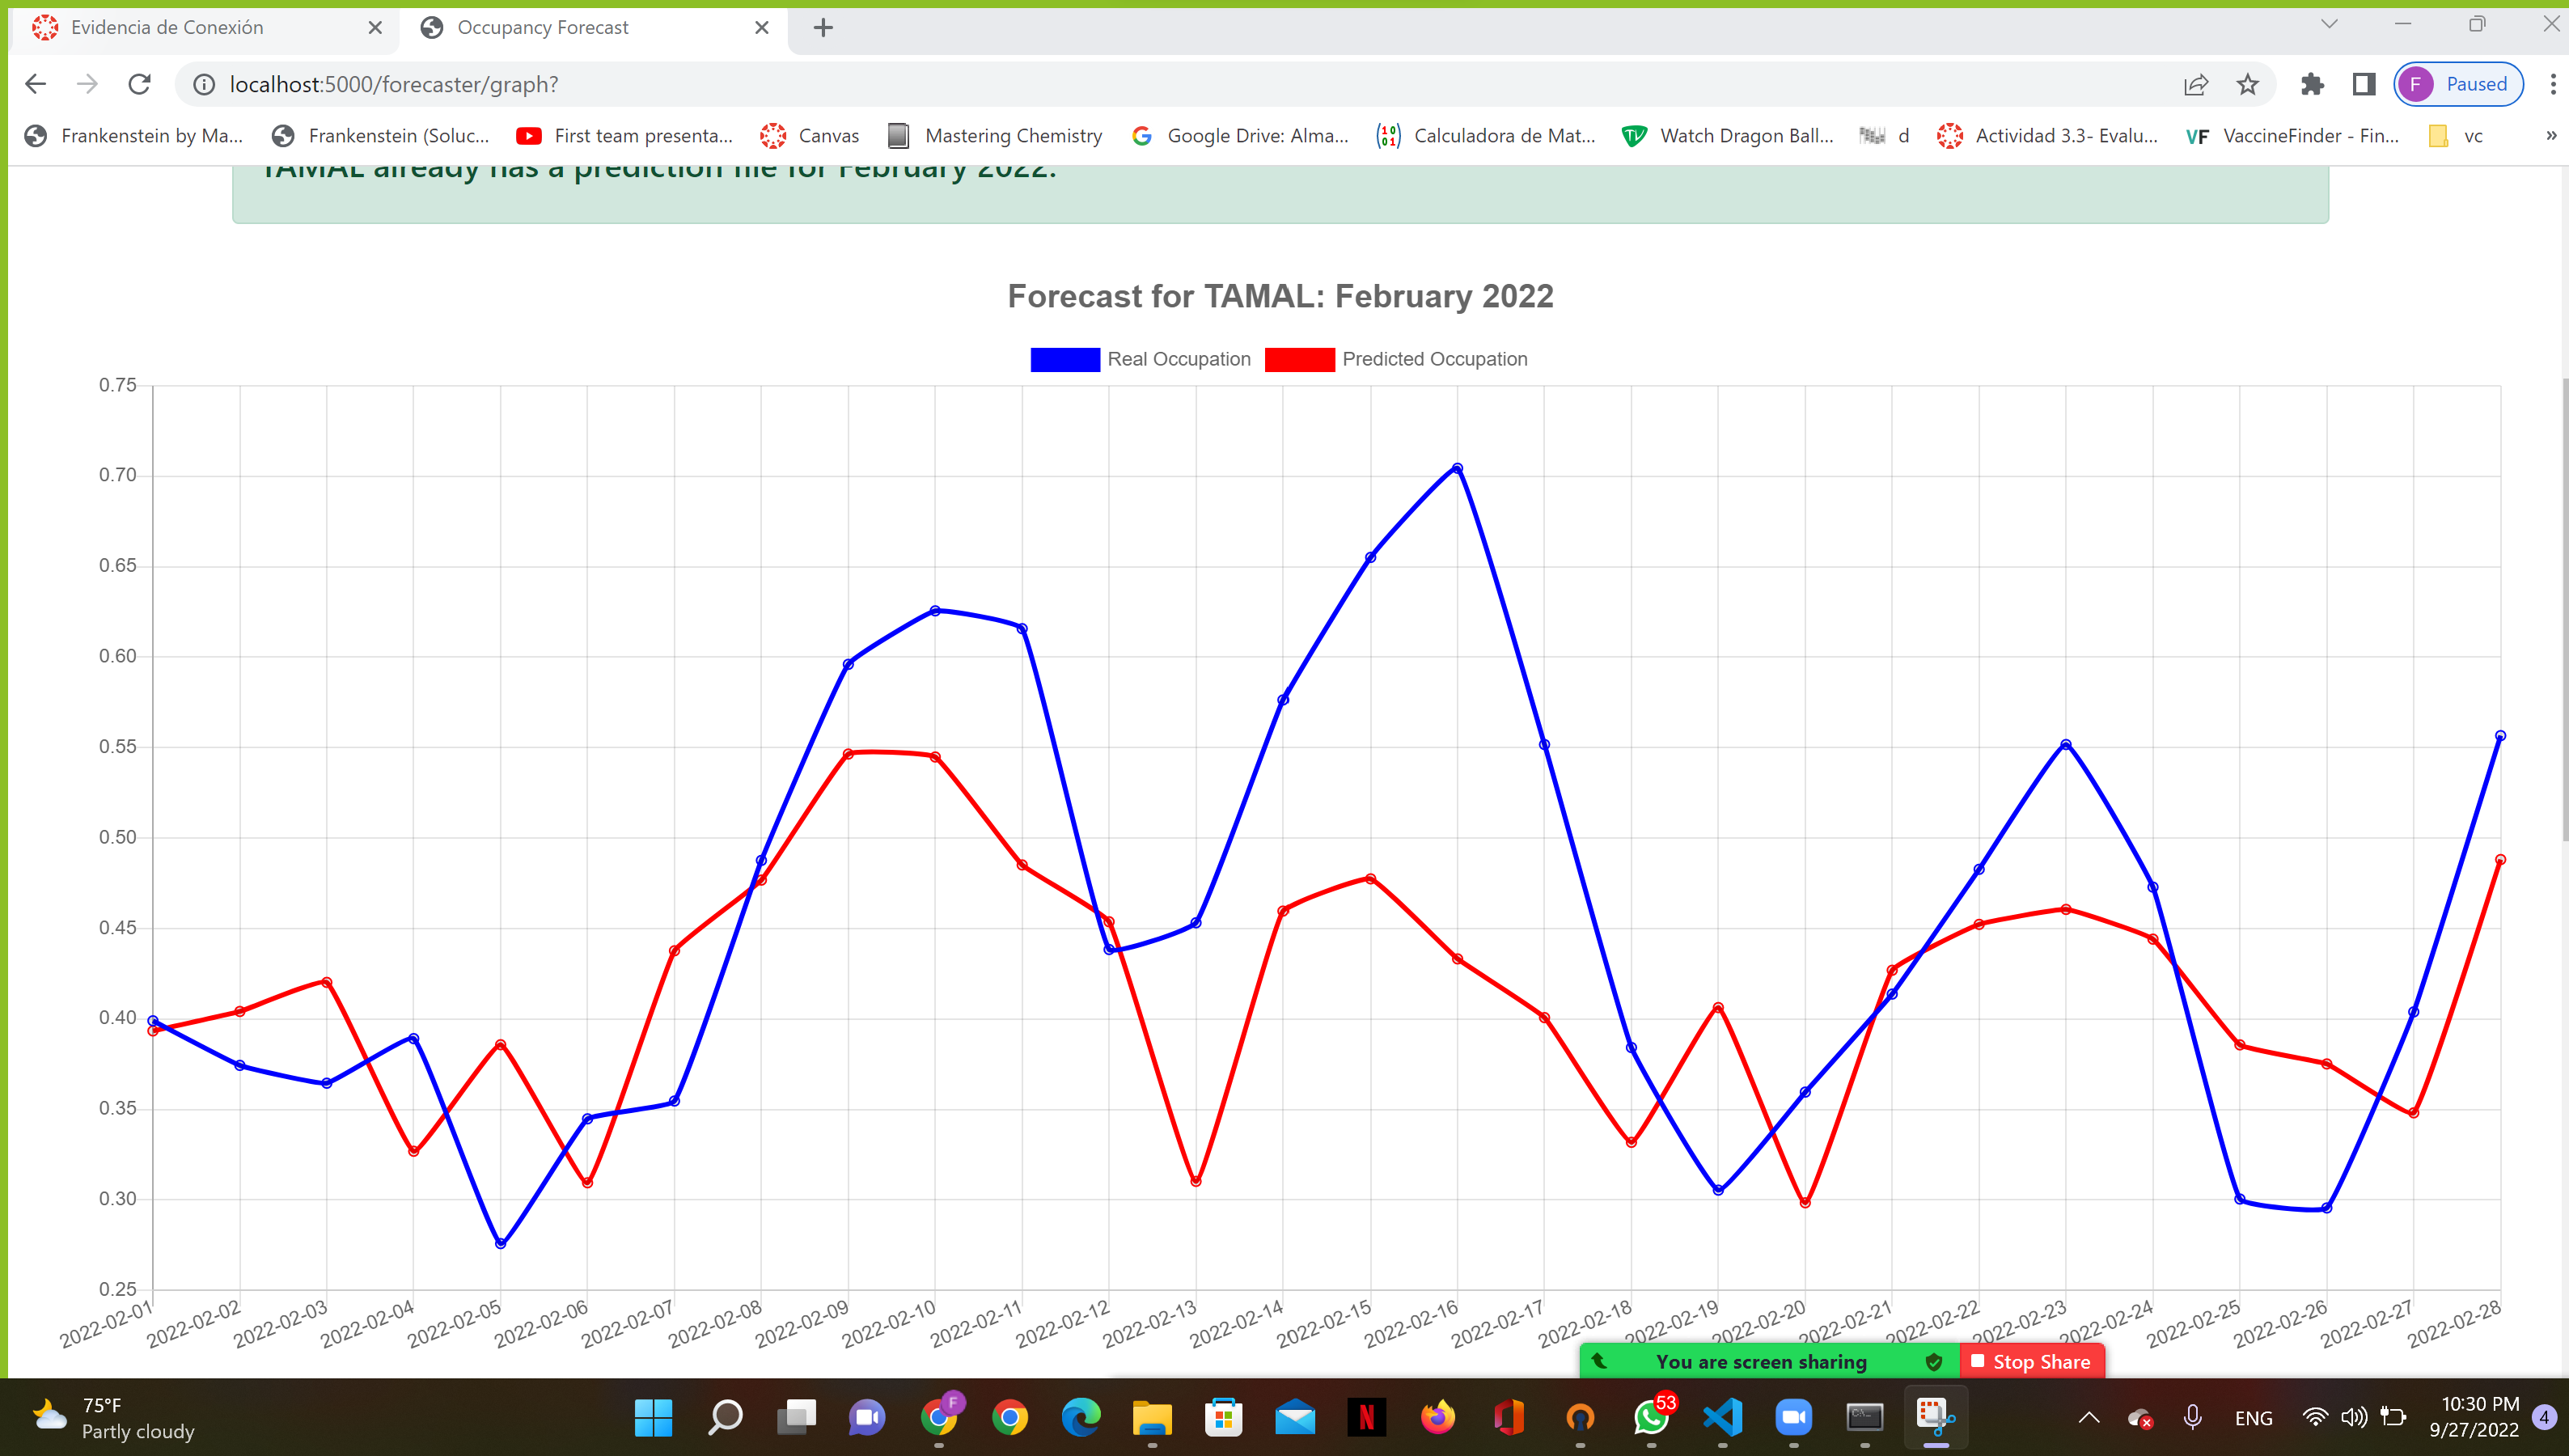 Evidencia de Conexión
Occupancy Forecast
localhost:5000/forecaster/graph?
Paused
F
Frankenstein by Ma...
Frankenstein (Soluc...
First team presenta...
Canvas
Mastering Chemistry
Google Drive: Alma...
Calculadora de Mat...
Watch Dragon Ball...
d
Actividad 3.3- Evalu...
VF VaccineFinder - Fin...
vc
»
TAMAL already has a prediction file for February 2022.
Forecast for TAMAL: February 2022
Real Occupation
Predicted Occupation
0.75
0.70
0.65
0.60
0.55
0.50
0.45
0.40
0.35
0.30
0.25
2022-02-01
2022-02-02
2022-02-03
2022-02-04
2022-02-05
2022-02-06
2022-02-07
2022-02-08
2022-02-09
2022-02-10
2022-02-11
2022-02-12
2022-02-13
2022-02-14
2022-02-15
2022-02-16
2022-02-17
2022-02-18
2022-02-19
2022-02-20
2022-02-21
2022-02-22
2022-02-23
2022-02-24
2022-02-25
2022-02-26
2022-02-27
2022-02-28
You are screen sharing
Stop Share
75°F
Partly cloudy
F
N
53
ENG
10:30 PM
9/27/2022
4